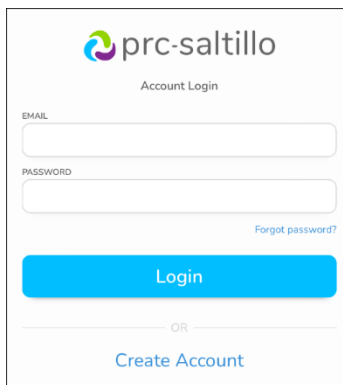 prc-saltillo
Account Login
EMAIL
PASSWORD
Forgot password?
Login
OR
Create Account